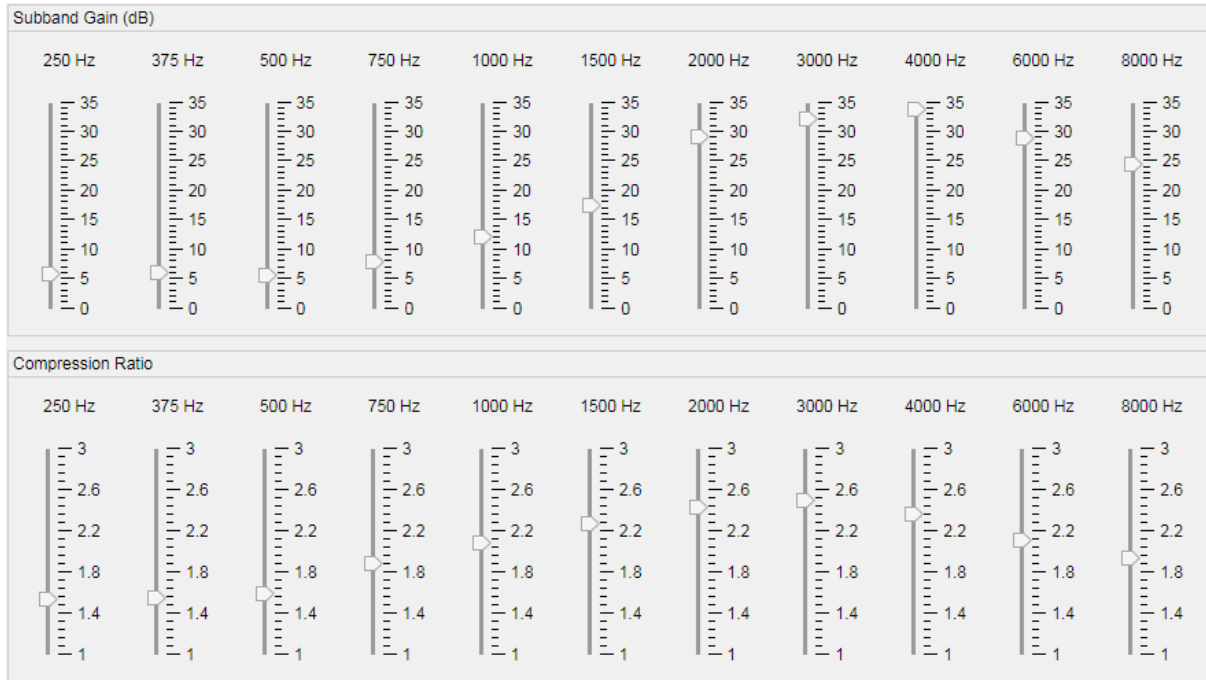 Subband Gain (dB)
250 Hz 375 Hz 500 Hz 750 Hz 1000 Hz 1500 Hz 2000 Hz 3000 Hz 4000 Hz 6000 Hz 8000 Hz
35 35 35 35 35 35 35 35 35 35 35
30 30 30 30 30 30 30 30 30 30 30
25 25 25 25 25 25 25 25 25 25 25
20 20 20 20 20 20 20 20 20 20 20
15 15 15 15 15 15 15 15 15 15 15
10 10 10 10 10 10 10 10 10 10 10
5 5 5 5 5 5 5 5 5 5 5
0 0 0 0 0 0 0 0 0 0 0
Compression Ratio
250 Hz 375 Hz 500 Hz 750 Hz 1000 Hz 1500 Hz 2000 Hz 3000 Hz 4000 Hz 6000 Hz 8000 Hz
3 3 3 3 3 3 3 3 3 3 3
2.6 2.6 2.6 2.6 2.6 2.6 2.6 2.6 2.6 2.6 2.6
2.2 2.2 2.2 2.2 2.2 2.2 2.2 2.2 2.2 2.2 2.2
1.8 1.8 1.8 1.8 1.8 1.8 1.8 1.8 1.8 1.8 1.8
1.4 1.4 1.4 1.4 1.4 1.4 1.4 1.4 1.4 1.4 1.4
1 1 1 1 1 1 1 1 1 1 1